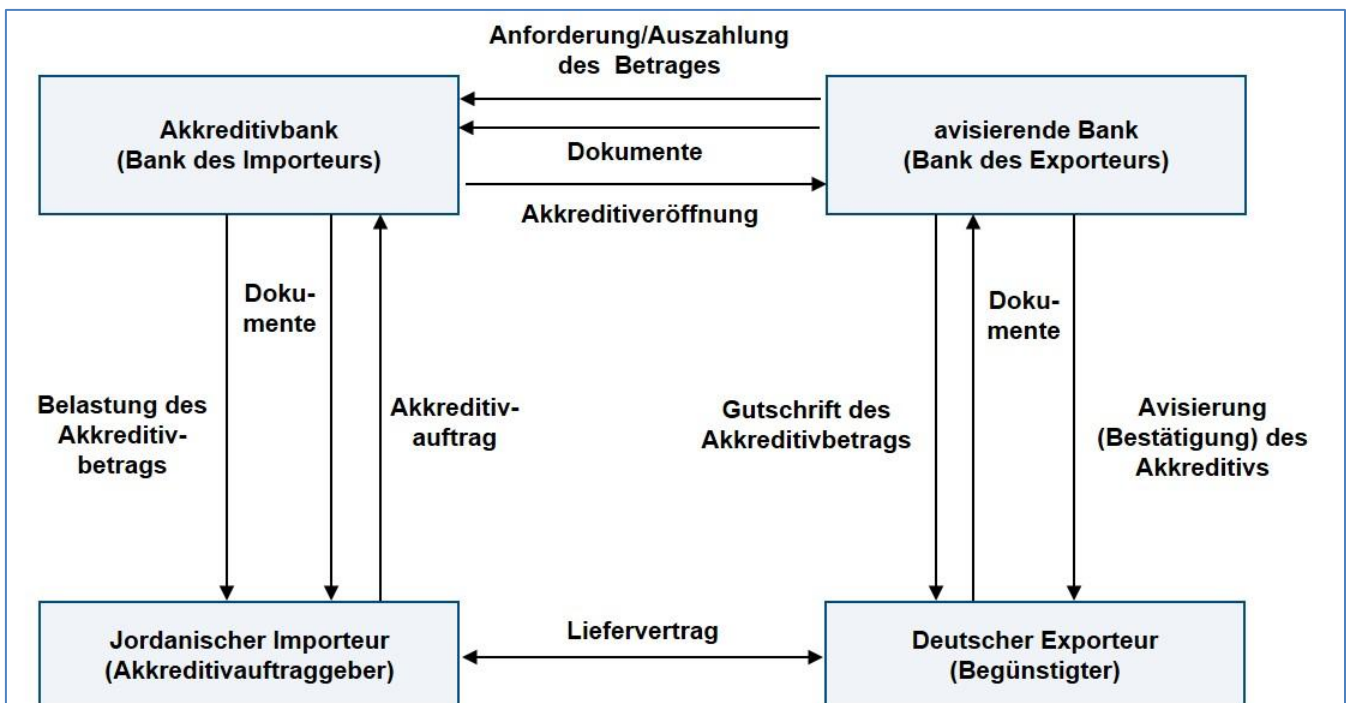 Anforderung/Auszahlung
des Betrages
Akkreditivbank
(Bank des Importeurs)
avisierende Bank
(Bank des Exporteurs)
Dokumente
Akkreditiveröffnung
Doku-
mente
Doku-
mente
Belastung des
Akkreditiv-
betrags
Akkreditiv-
auftrag
Gutschrift des
Akkreditivbetrags
Avisierung
(Bestätigung) des
Akkreditivs
Jordanischer Importeur
(Akkreditivauftraggeber)
Liefervertrag
Deutscher Exporteur
(Begünstigter)